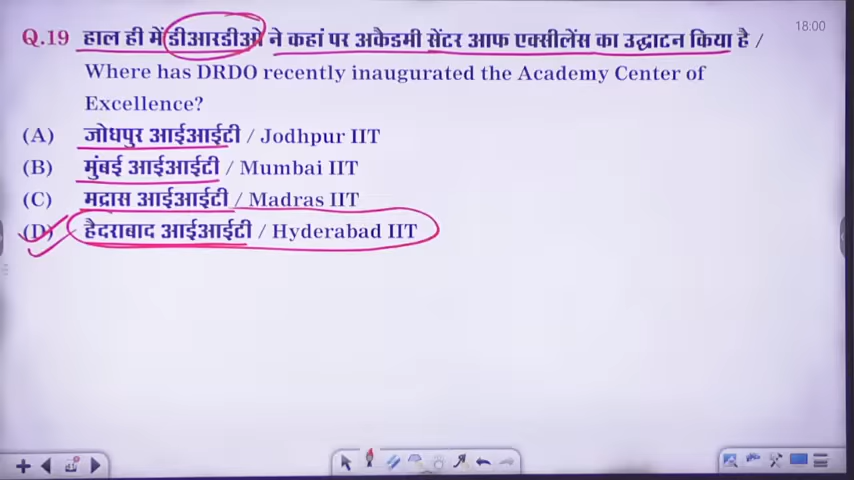 18:00
Q.19 हाल ही में डीआरडीओ ने कहां पर अकैडमी सेंटर आफ एक्सीलेंस का उद्घाटन किया है /
Where has DRDO recently inaugurated the Academy Center of
Excellence?
(A) जोधपुर आईआईटी / Jodhpur IIT
(B) मुंबई आईआईटी / Mumbai IIT
(C) मद्रास आईआईटी / Madras IIT
(D) हैदराबाद आईआईटी / Hyderabad IIT